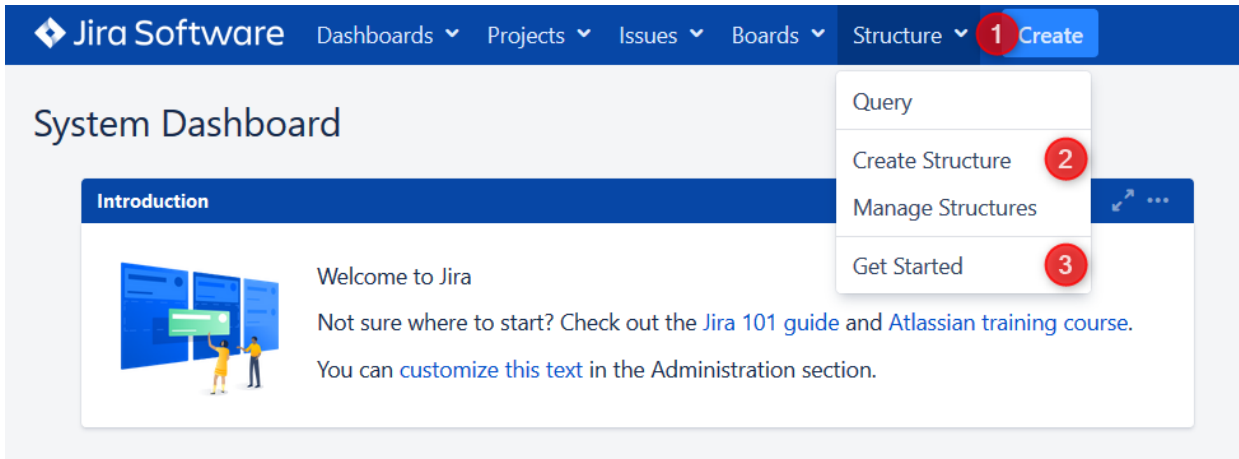 Jira Software Dashboards Projects Issues Boards Structure 1 Create
Query
System Dashboard
Create Structure 2
Introduction
Manage Structures
Get Started 3
Welcome to Jira
Not sure where to start? Check out the Jira 101 guide and Atlassian training course.
You can customize this text in the Administration section.